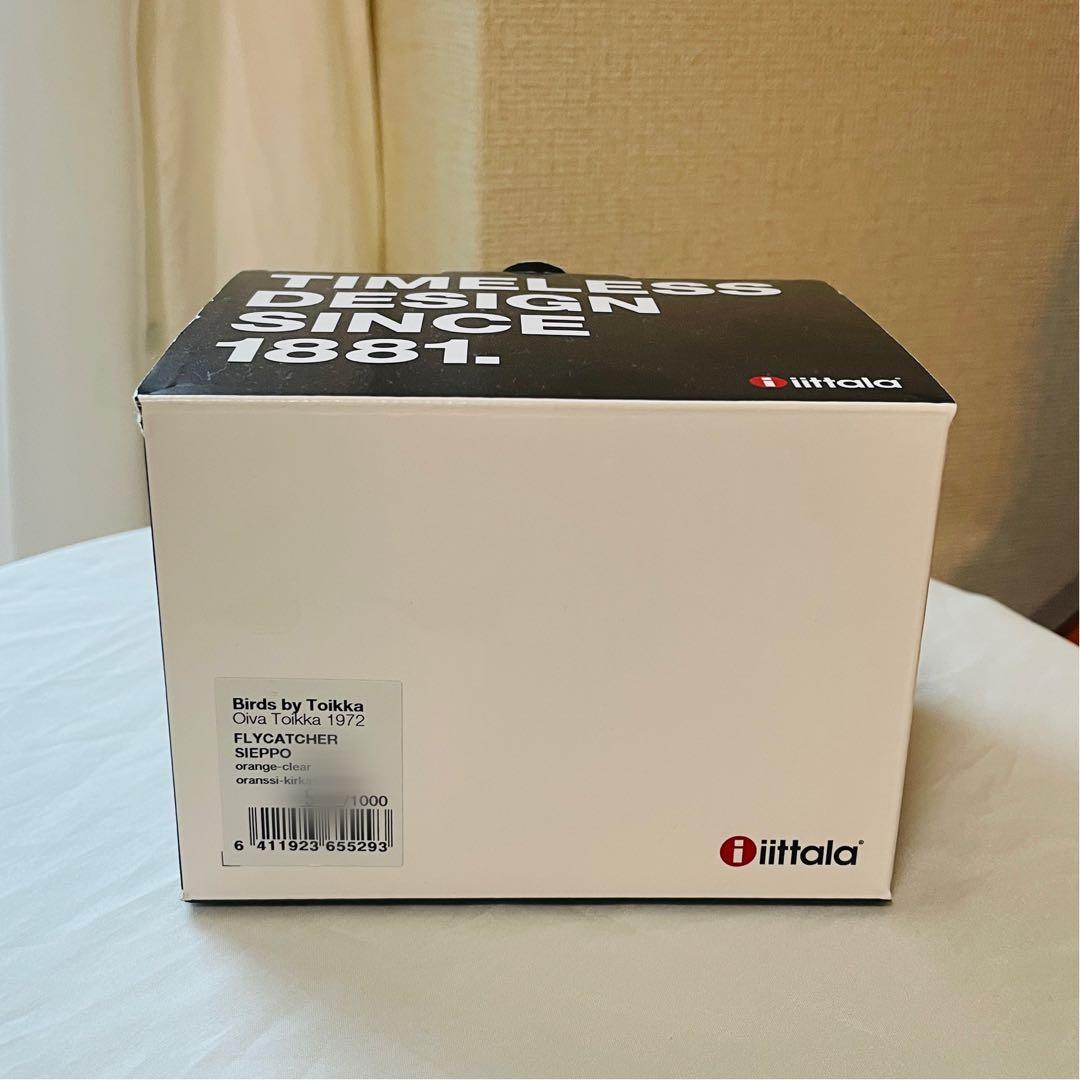 TIMELESS
DESIGN
SINCE
1881.
iittala
Birds by Toikka
Oiva Toikka 1972
FLYCATCHER
SIEPPO
orange-clear
/1000
6 411923 655293
iittala